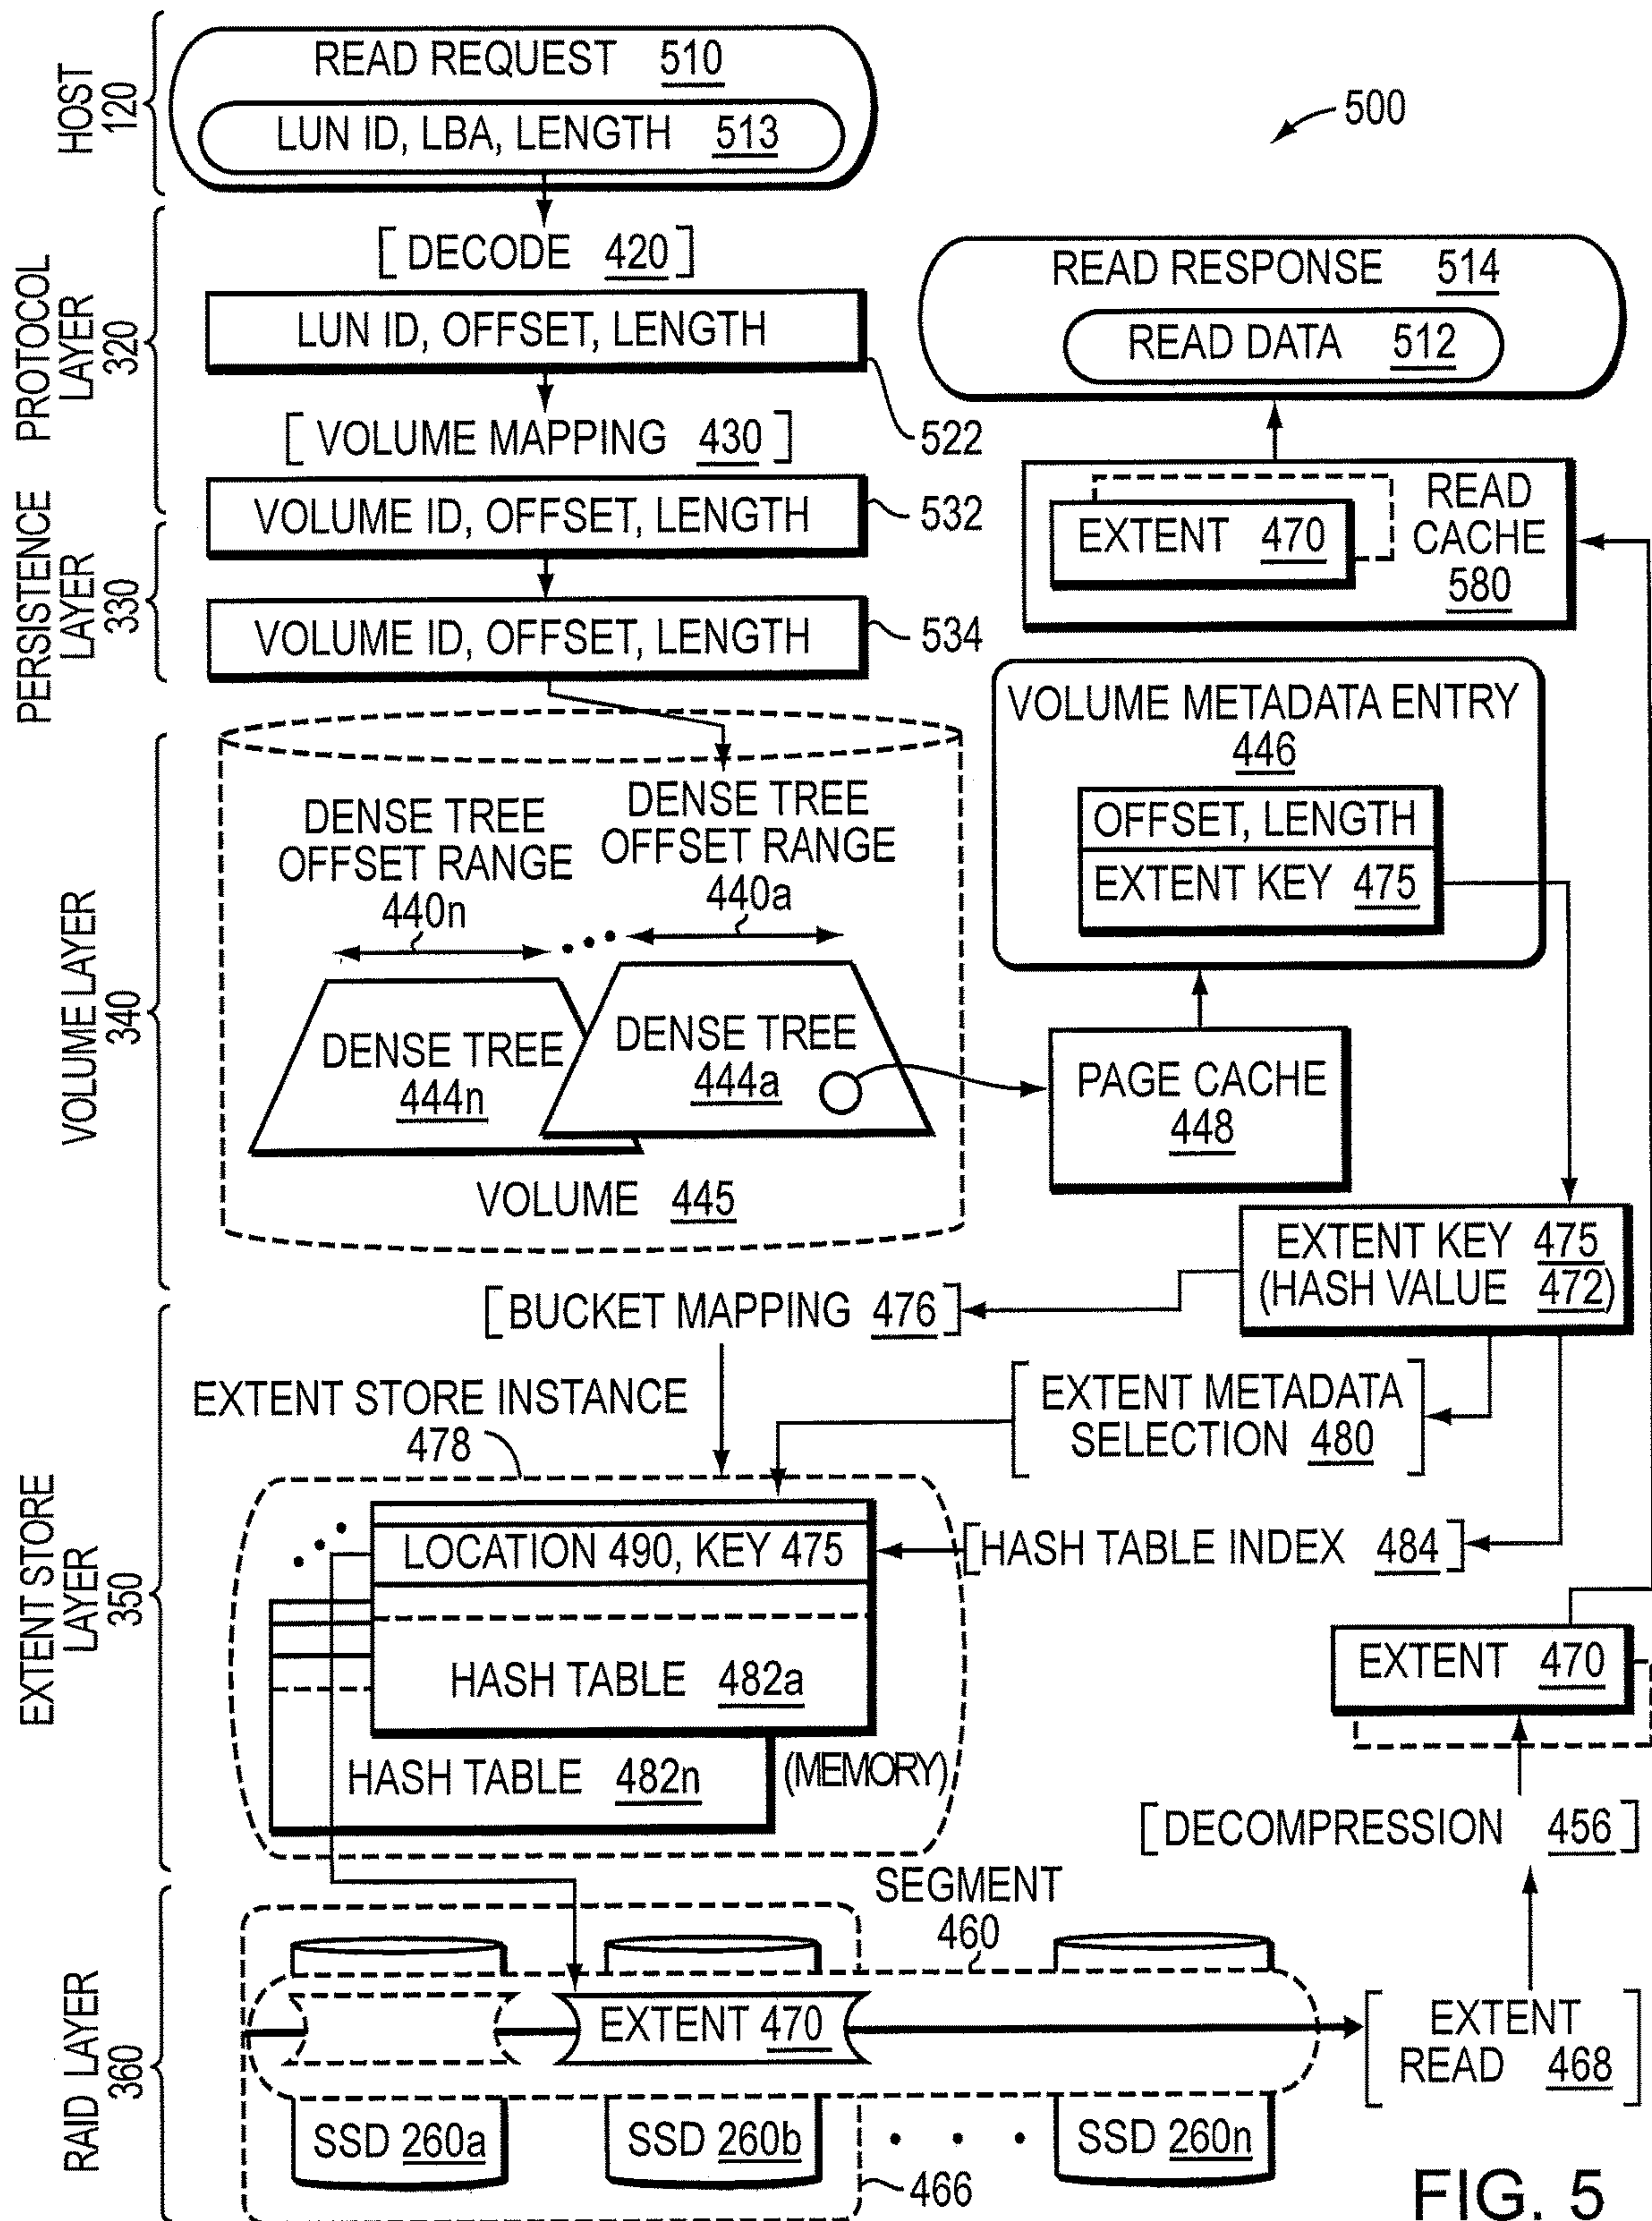 HOST
120
READ REQUEST 510
LUN ID, LBA, LENGTH 513
500
PROTOCOL
LAYER
320
[DECODE 420]
LUN ID, OFFSET, LENGTH
522
[VOLUME MAPPING 430]
VOLUME ID, OFFSET, LENGTH
532
PERSISTENCE
LAYER
330
VOLUME ID, OFFSET, LENGTH
534
READ RESPONSE 514
READ DATA 512
EXTENT 470
READ
CACHE
580
VOLUME LAYER
340
DENSE TREE
OFFSET RANGE
440n
DENSE TREE
OFFSET RANGE
440a
DENSE TREE
444n
DENSE TREE
444a
VOLUME 445
VOLUME METADATA ENTRY
446
OFFSET, LENGTH
EXTENT KEY 475
PAGE CACHE
448
EXTENT KEY 475
(HASH VALUE 472)
EXTENT STORE
LAYER
350
[BUCKET MAPPING 476]
EXTENT STORE INSTANCE
478
[EXTENT METADATA
SELECTION 480]
LOCATION 490, KEY 475
[HASH TABLE INDEX 484]
HASH TABLE 482a
HASH TABLE 482n
(MEMORY)
EXTENT 470
[DECOMPRESSION 456]
RAID LAYER
360
SEGMENT
460
EXTENT 470
[EXTENT
READ 468]
SSD 260a
SSD 260b
. . .
SSD 260n
466
FIG. 5